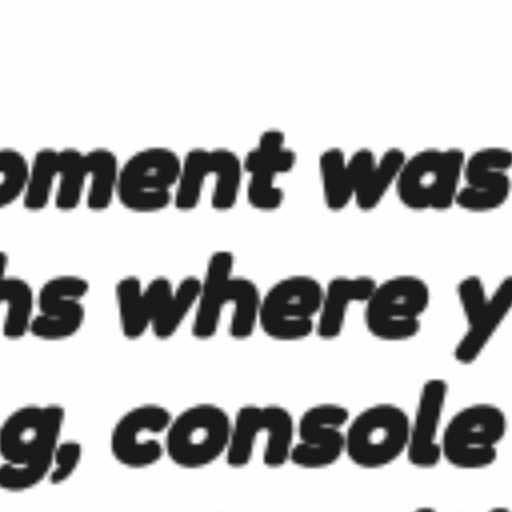 oment was
hs where y
g, console